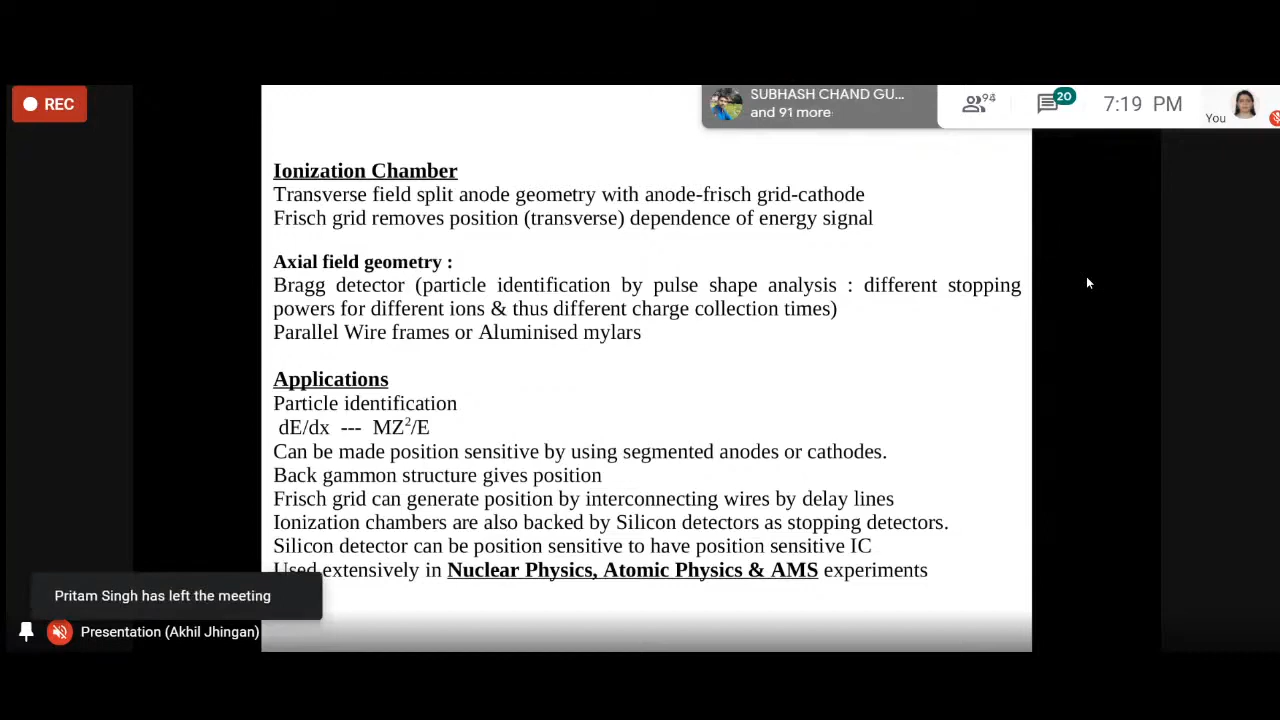 REC
SUBHASH CHAND GU...
and 91 more
94
20
7:19 PM
You
Ionization Chamber
Transverse field split anode geometry with anode-frisch grid-cathode
Frisch grid removes position (transverse) dependence of energy signal
Axial field geometry :
Bragg detector (particle identification by pulse shape analysis : different stopping
powers for different ions & thus different charge collection times)
Parallel Wire frames or Aluminised mylars
Applications
Particle identification
dE/dx --- MZ²/E
Can be made position sensitive by using segmented anodes or cathodes.
Back gammon structure gives position
Frisch grid can generate position by interconnecting wires by delay lines
Ionization chambers are also backed by Silicon detectors as stopping detectors.
Silicon detector can be position sensitive to have position sensitive IC
Used extensively in Nuclear Physics, Atomic Physics & AMS experiments
Pritam Singh has left the meeting
Presentation (Akhil Jhingan)